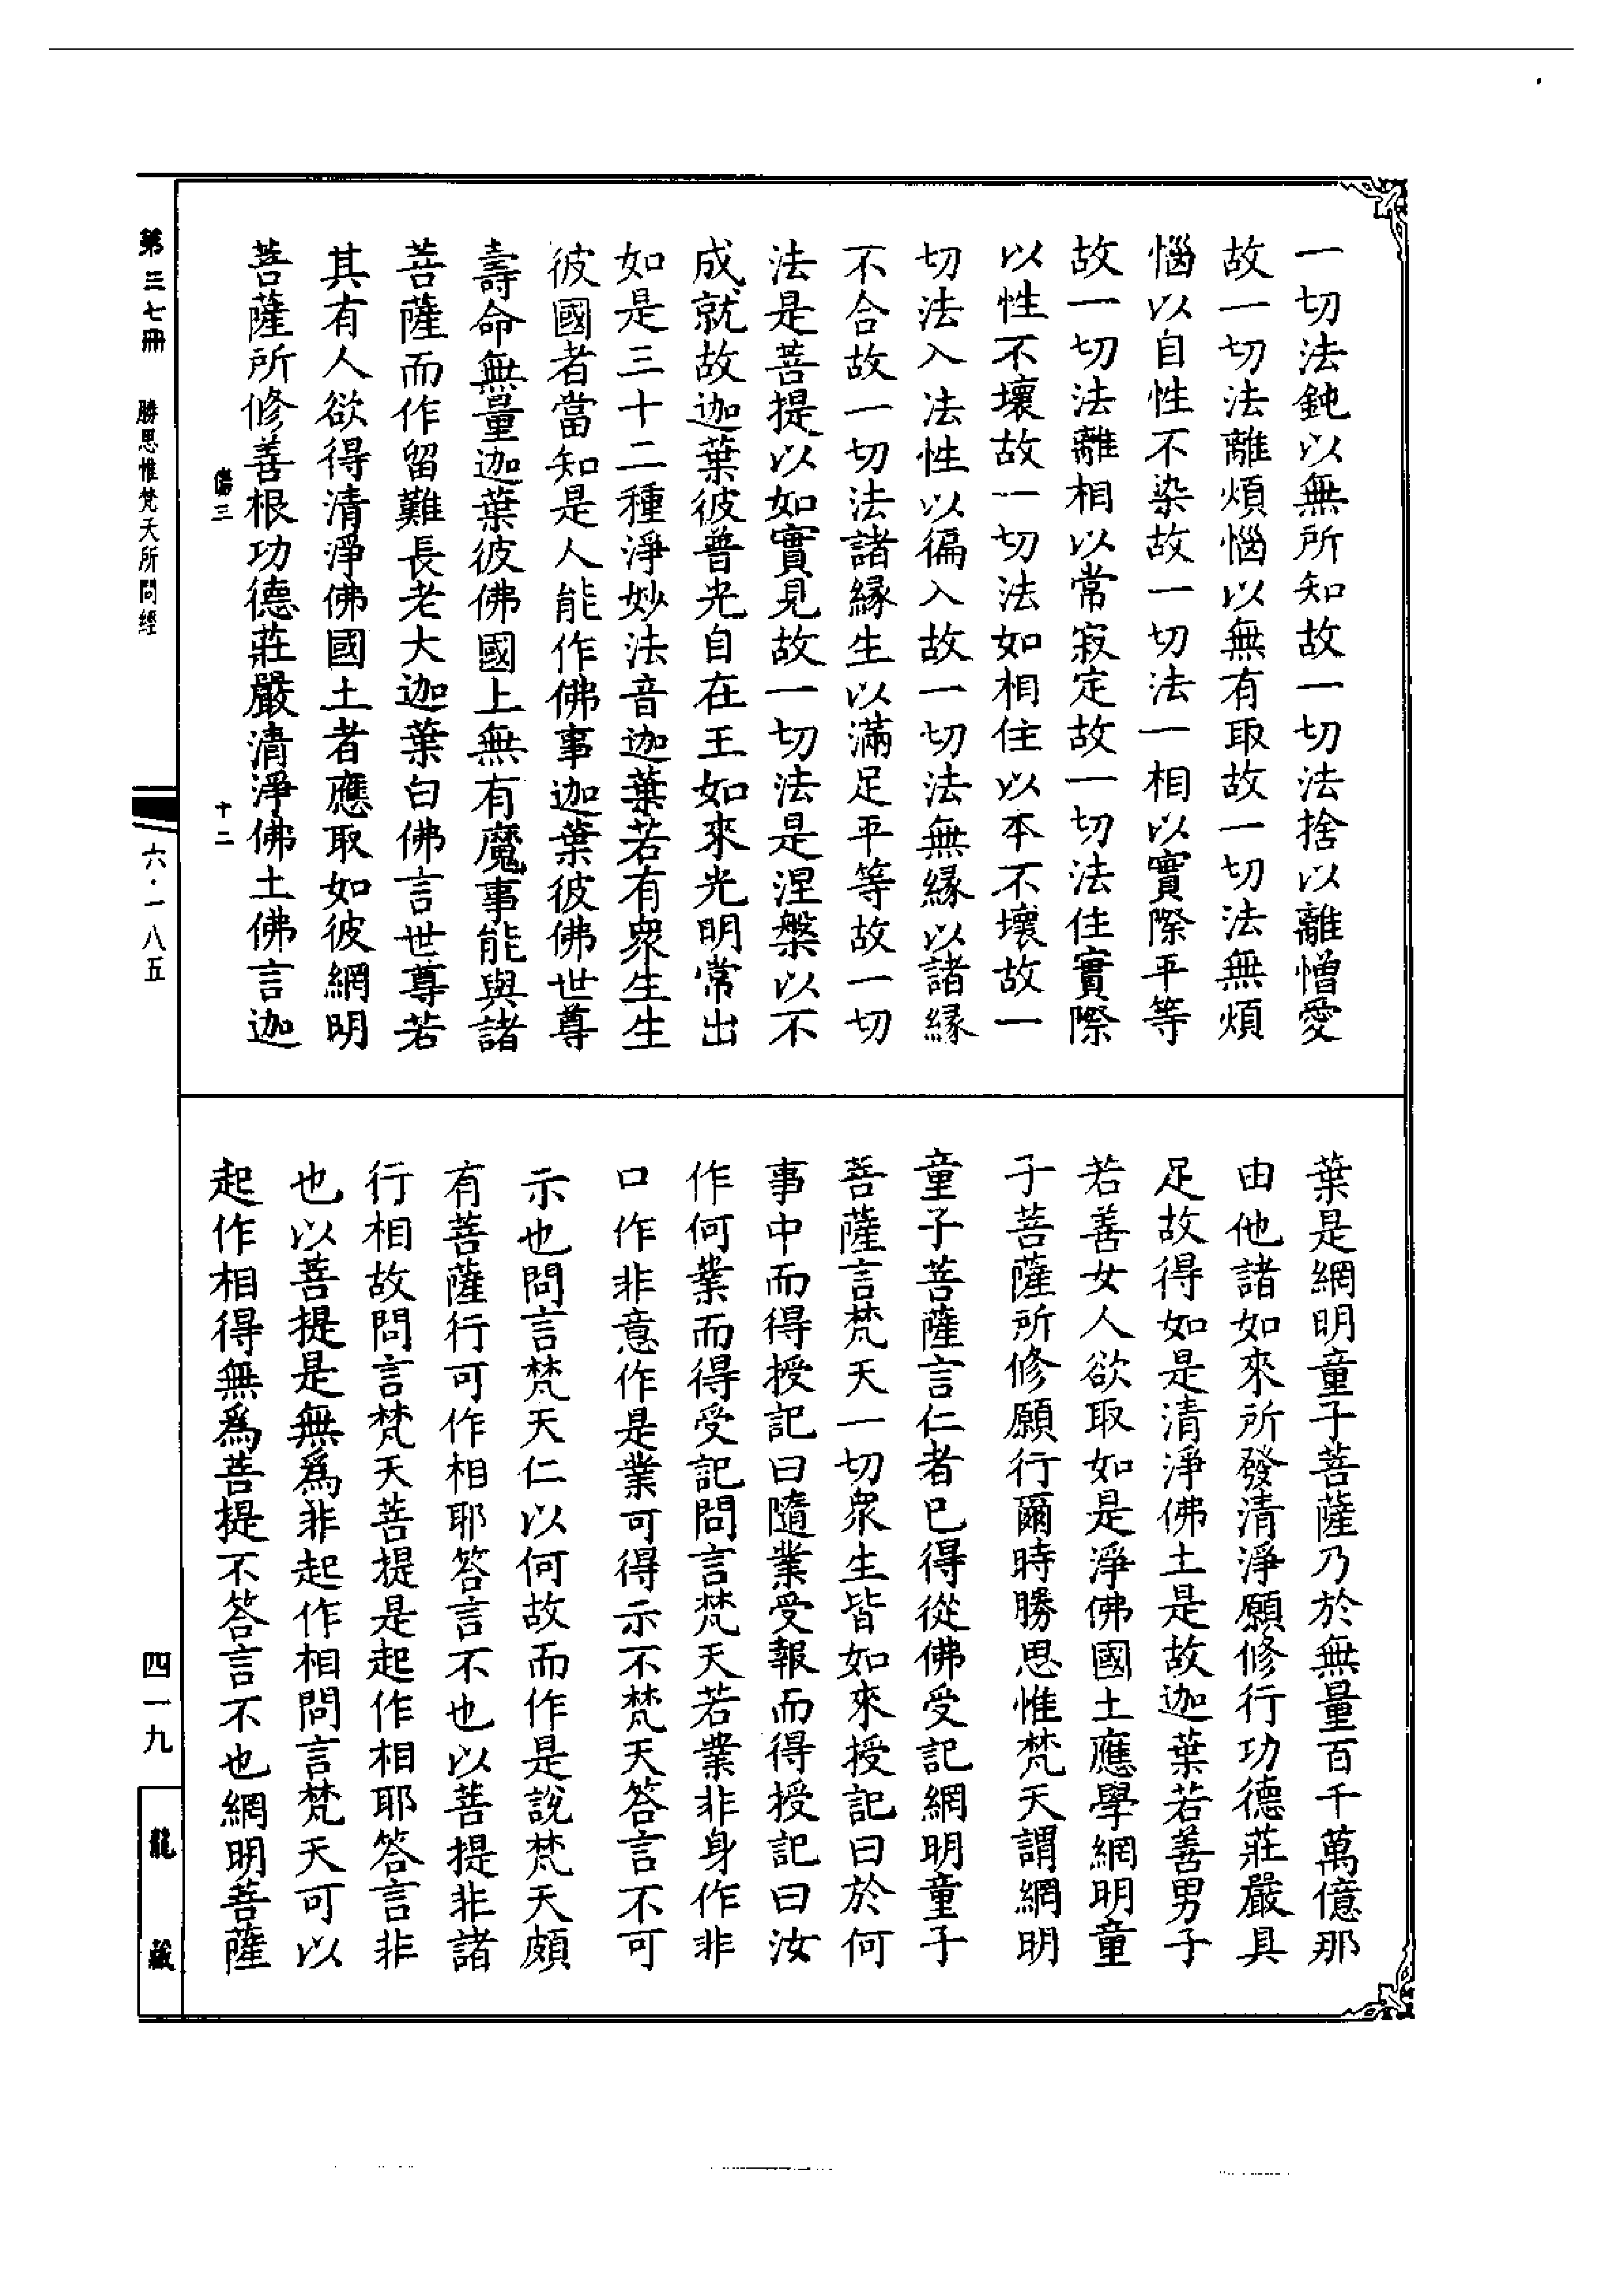 一切法鈍以無所知故一切法捨以離憎愛
故一切法離煩惱以無有取故一切法無煩
惱以自性不染故一切法一相以實際平等
故一切法離相以常寂定故一切法住實際
以性不壞故一切法如相住以本不壞故一
切法入法性以徧入故一切法無緣以諸緣
不合故一切法諸緣生以滿足平等故一切
法是菩提以如實見故一切法是涅槃以不
成就故迦葉彼普光自在王如來光明常出
如是三十二種淨妙法音迦葉若有眾生生
彼國者當知是人能作佛事迦葉彼佛世尊
壽命無量迦葉彼佛國上無有魔事能與諸
菩薩而作留難長老大迦葉白佛言世尊若
其有人欲得清淨佛國土者應取如彼網明
菩薩所修善根功德莊嚴清淨佛土佛言迦
葉是網明童子菩薩乃於無量百千萬億那
由他諸如來所發清淨願修行功德莊嚴具
足故得如是清淨佛土是故迦葉若善男子
若善女人欲取如是淨佛國土應學網明童
子菩薩所修願行爾時勝思惟梵天謂網明
童子菩薩言仁者已得從佛受記網明童子
菩薩言梵天一切眾生皆如來授記曰於何
事中而得授記曰隨業受報而得授記曰汝
作何業而得受記問言梵天若業非身作非
口作非意作是業可得示不梵天答言不可
示也問言梵天仁以何故而作是說梵天頗
有菩薩行可作相耶答言不也以菩提非諸
行相故問言梵天菩提是起作相耶答言非
也以菩提是無為非起作相問言梵天可以
起作相得無為菩提不答言不也網明菩薩
傷三
十二
第三七冊
勝思惟梵天所問經
六·一八五
四一九
龍藏